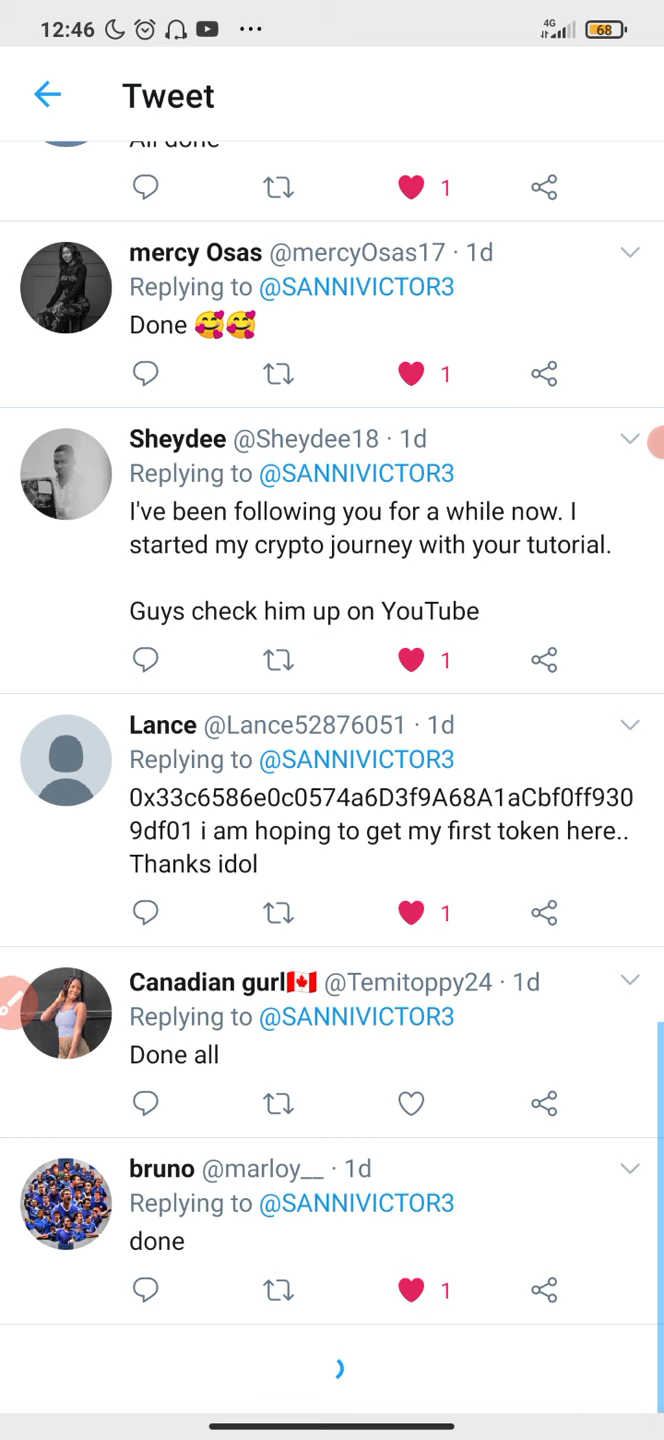 12:46
4G
68
Tweet
All done
1
mercy Osas @mercyOsas17 · 1d
Replying to @SANNIVICTOR3
Done 🥰🥰
1
Sheydee @Sheydee18 · 1d
Replying to @SANNIVICTOR3
I've been following you for a while now. I
started my crypto journey with your tutorial.
Guys check him up on YouTube
1
Lance @Lance52876051 · 1d
Replying to @SANNIVICTOR3
0x33c6586e0c0574a6D3f9A68A1aCbf0ff930
9df01 i am hoping to get my first token here..
Thanks idol
1
Canadian gurl🇨🇦 @Temitoppy24 · 1d
Replying to @SANNIVICTOR3
Done all
bruno @marloy__ · 1d
Replying to @SANNIVICTOR3
done
1